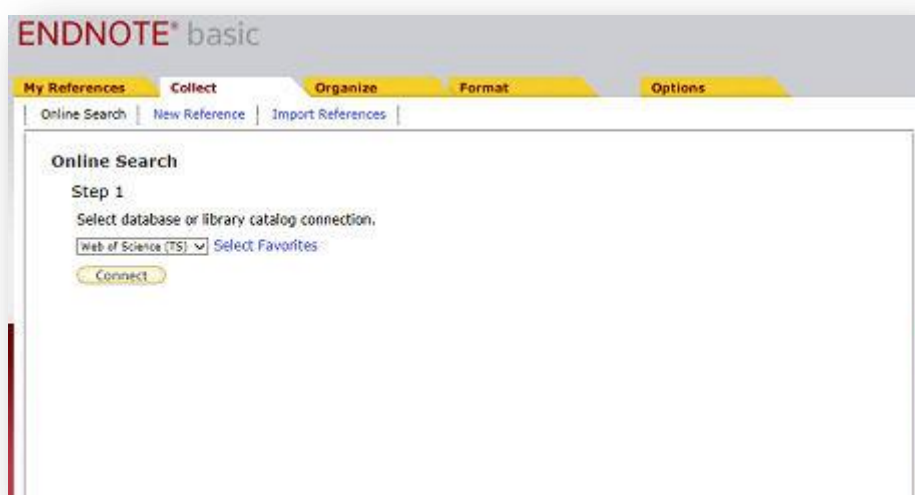 ENDNOTE® basic
My References Collect Organize Format Options
Online Search | New Reference | Import References |
Online Search
Step 1
Select database or library catalog connection.
Web of Science (TS) Select Favorites
Connect